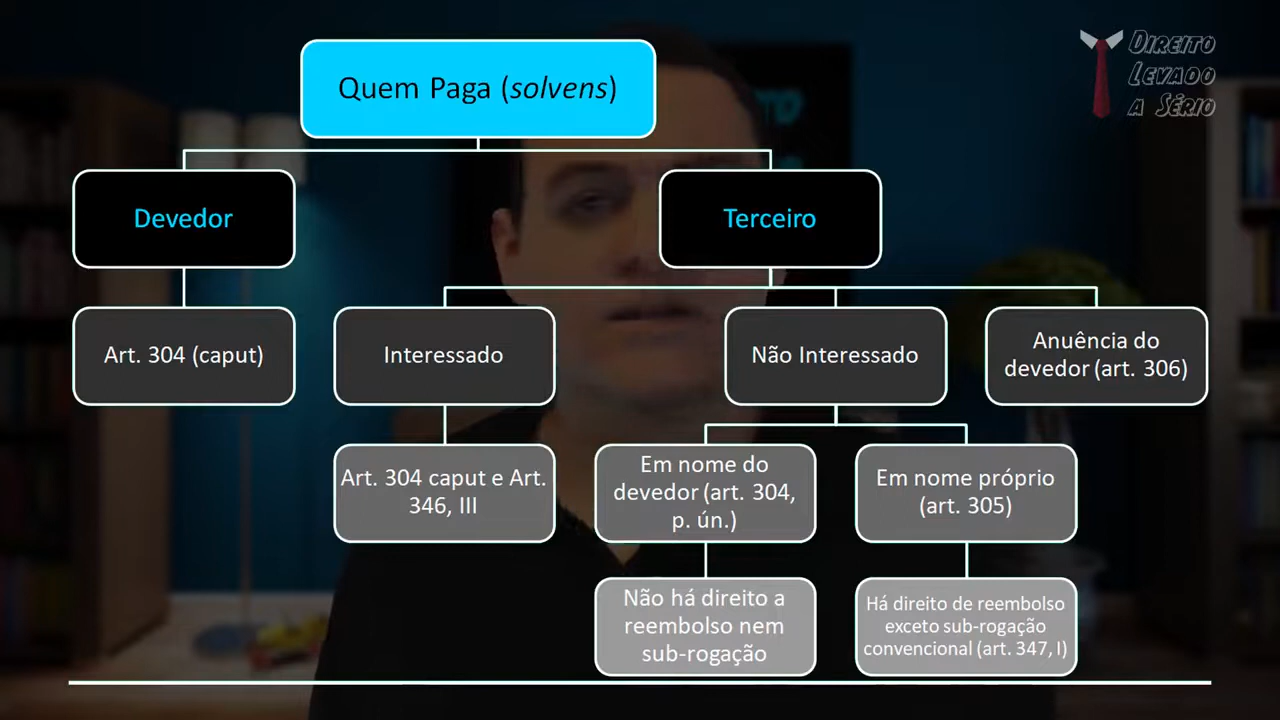 Quem Paga (solvens)
DIREITO
LEVADO
A SÉRIO
Devedor
Terceiro
Art. 304 (caput)
Interessado
Não Interessado
Anuência do
devedor (art. 306)
Art. 304 caput e Art.
346, III
Em nome do
devedor (art. 304,
p. ún.)
Em nome próprio
(art. 305)
Não há direito a
reembolso nem
sub-rogação
Há direito de reembolso
exceto sub-rogação
convencional (art. 347, I)